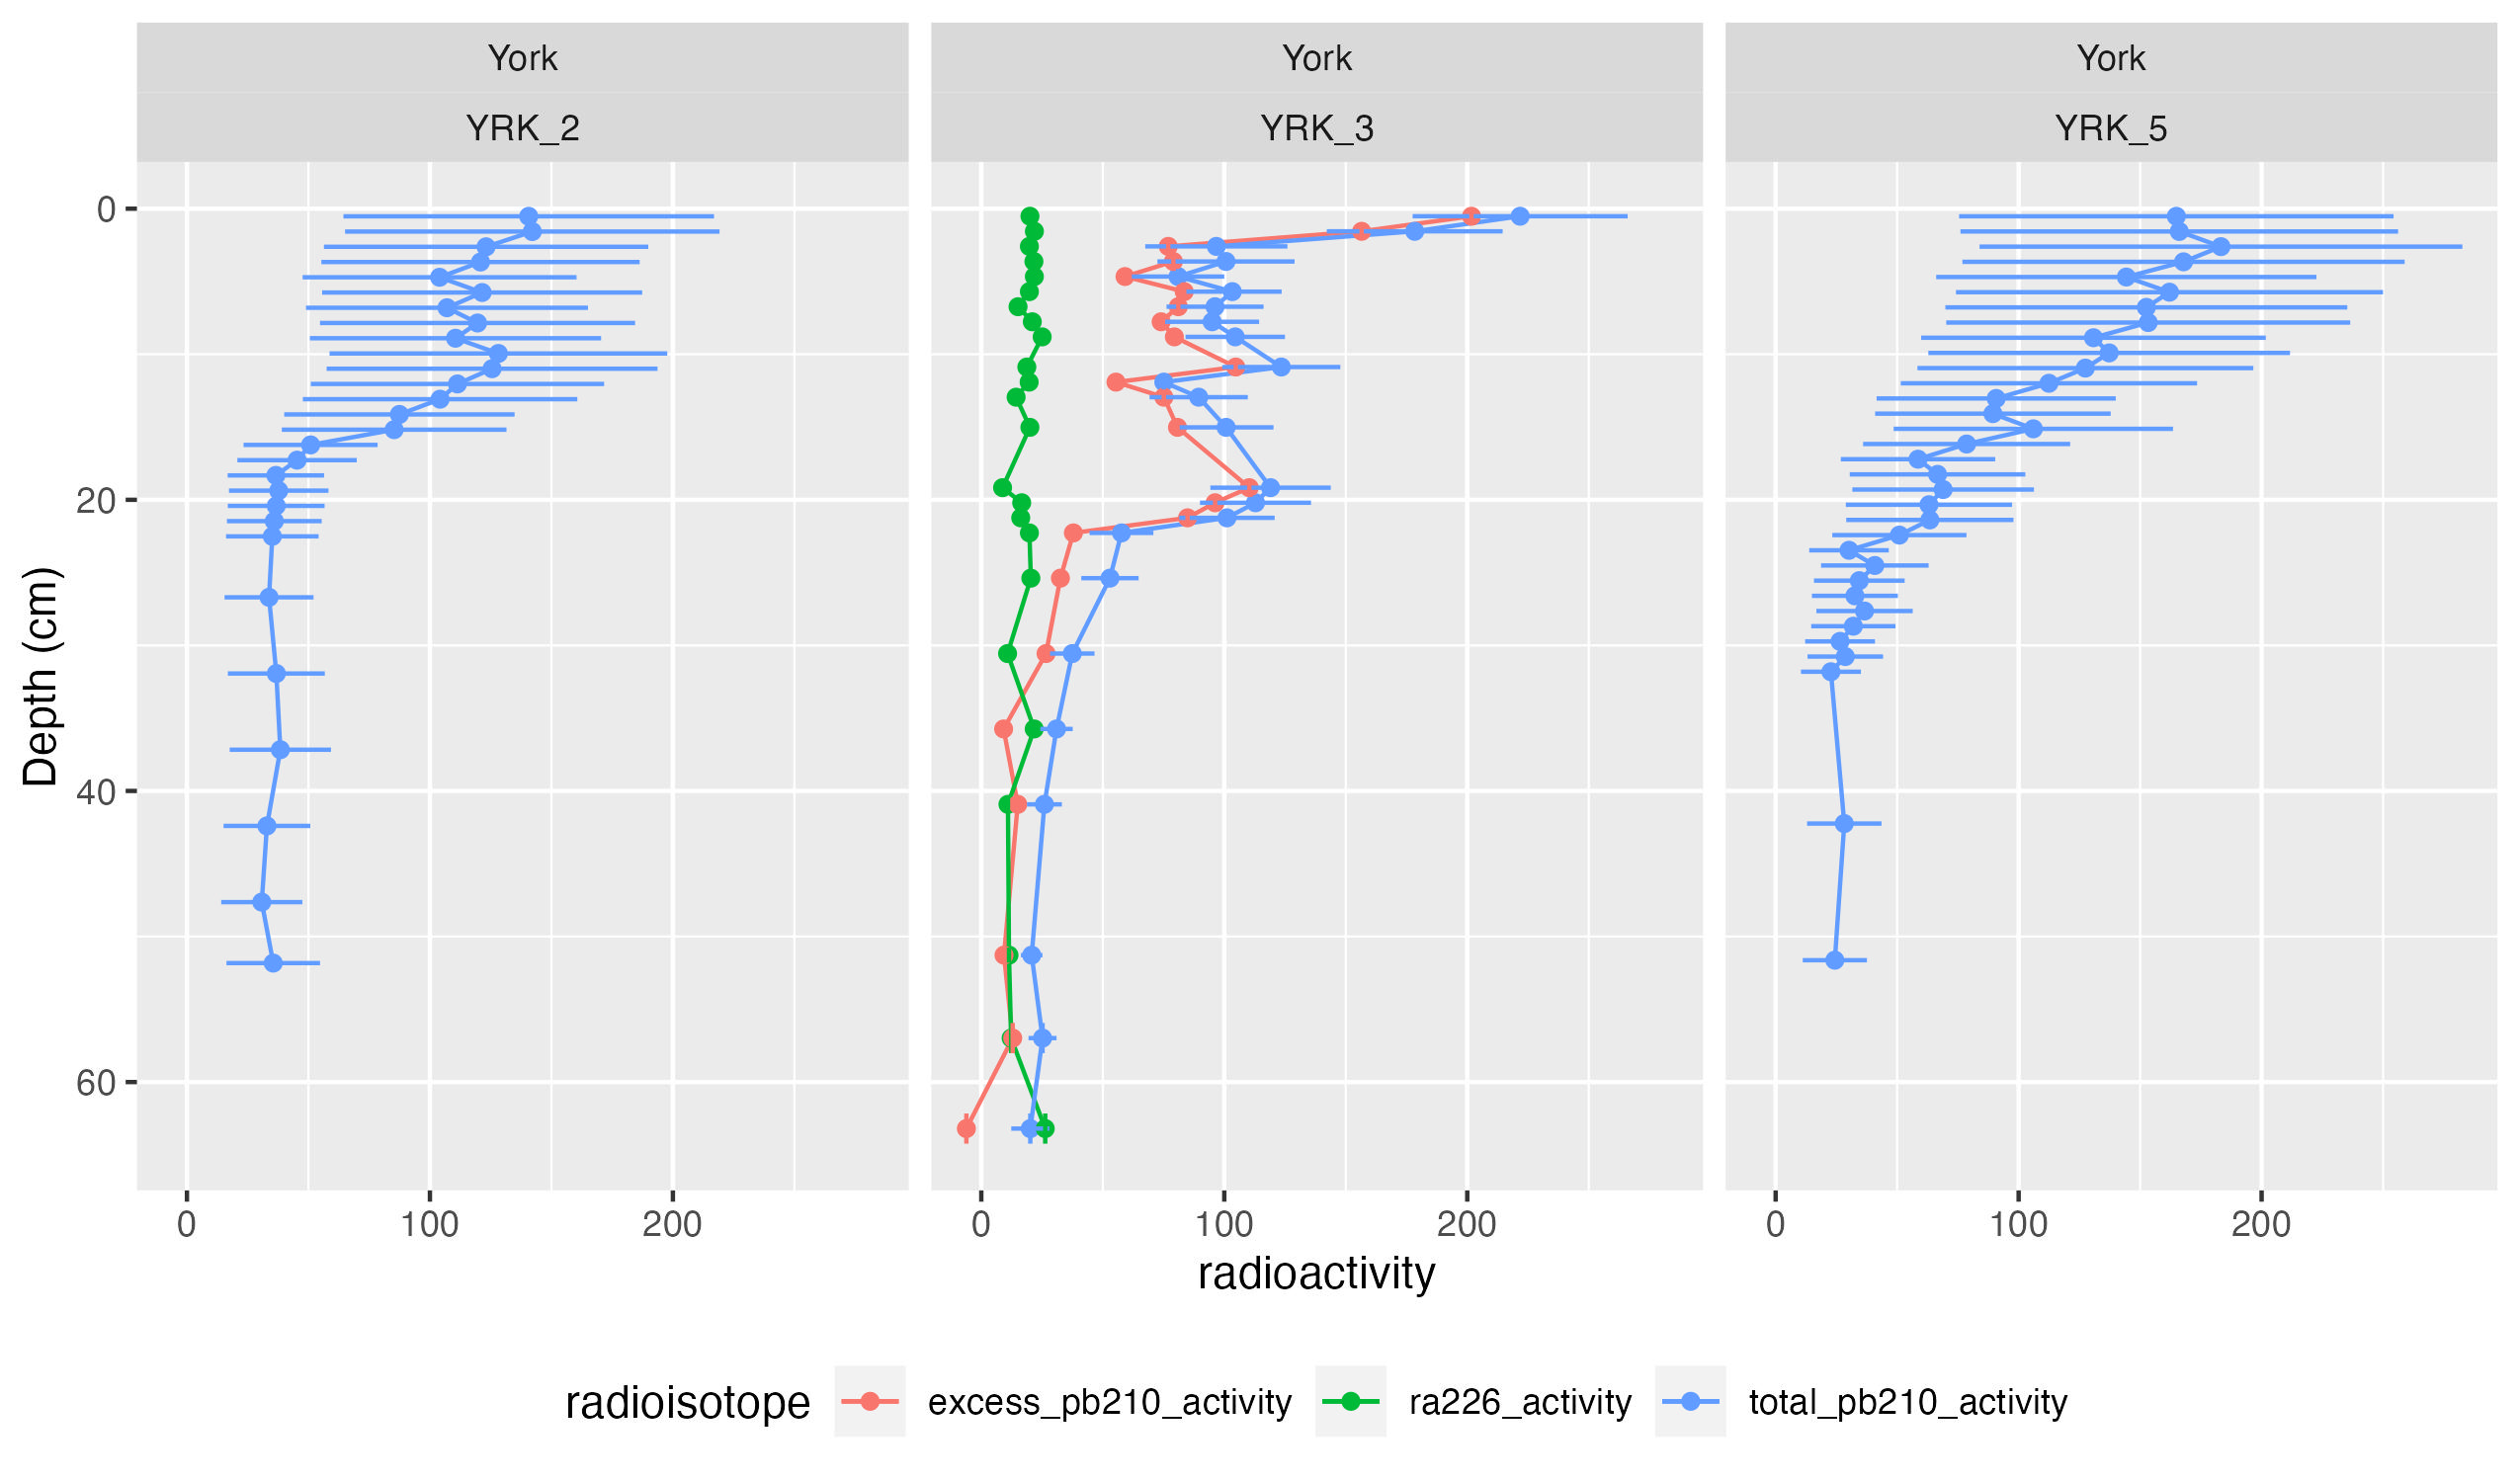 York York York
YRK_2 YRK_3 YRK_5
0
20
40
60
Depth (cm)
0 100 200 0 100 200 0 100 200
radioactivity
radioisotope excess_pb210_activity ra226_activity total_pb210_activity